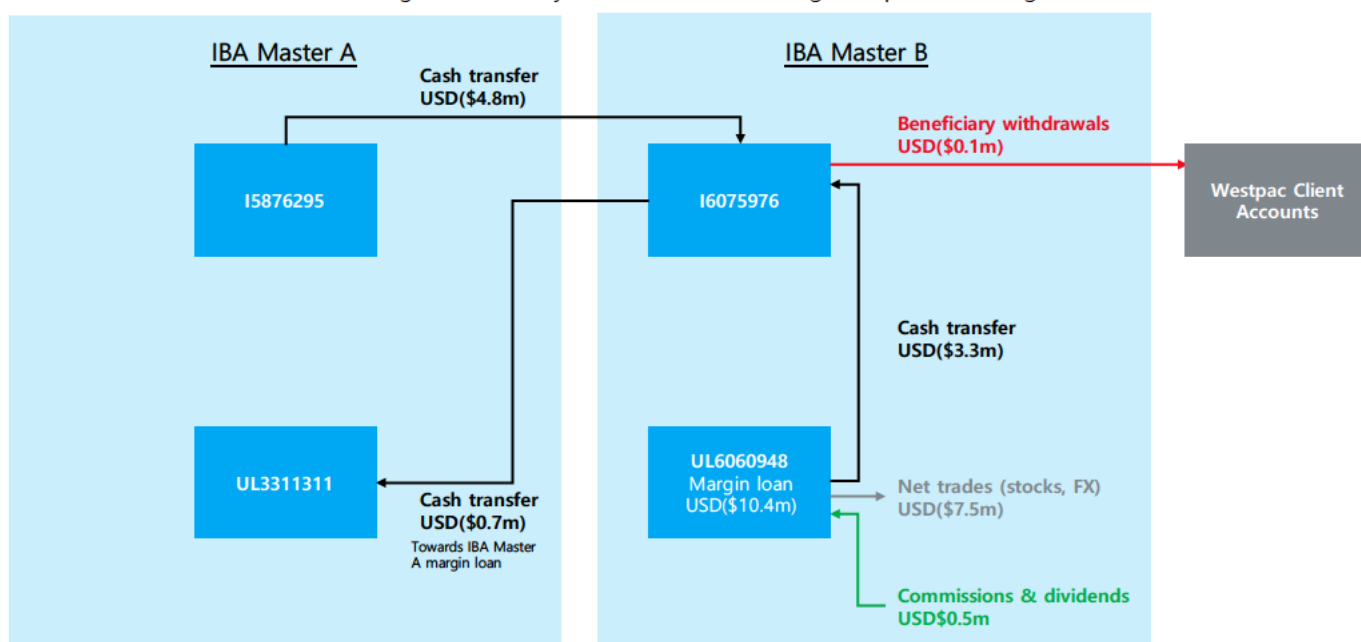 IBA Master A
IBA Master B
Cash transfer
USD($4.8m)
Beneficiary withdrawals
USD($0.1m)
I5876295
I6075976
Westpac Client
Accounts
Cash transfer
USD($3.3m)
UL3311311
UL6060948
Margin loan
USD($10.4m)
Net trades (stocks, FX)
USD($7.5m)
Cash transfer
USD($0.7m)
Towards IBA Master
A margin loan
Commissions & dividends
USD$0.5m